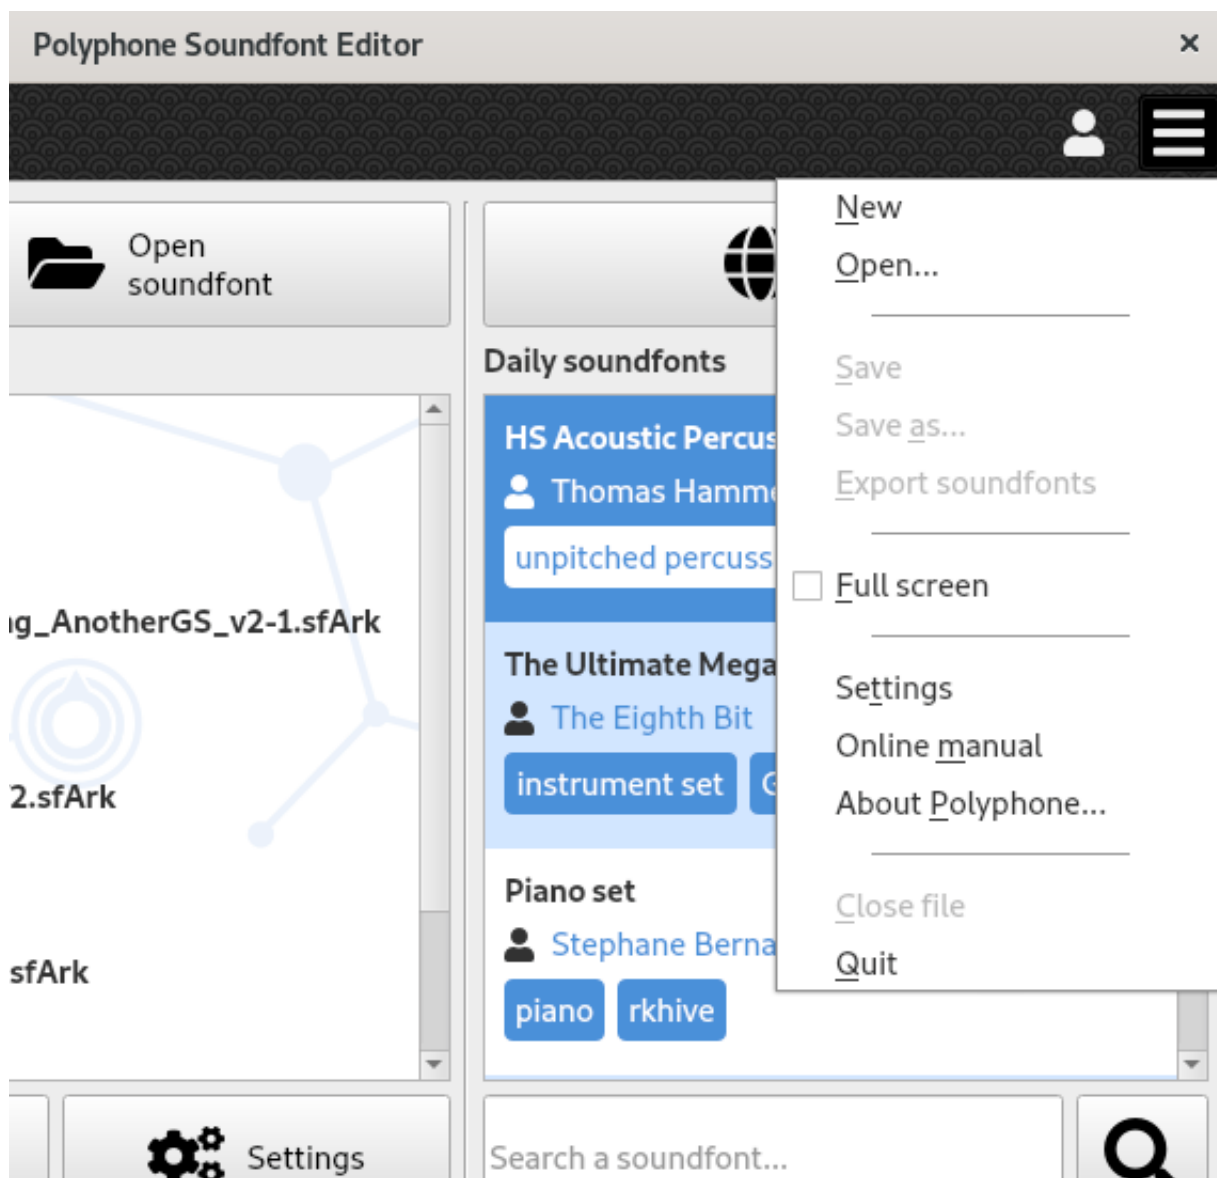 Polyphone Soundfont Editor
Open
soundfont
ng_AnotherGS_v2-1.sfArk
2.sfArk
sfArk
Settings
Daily soundfonts
HS Acoustic Percus
Thomas Hamme
unpitched percuss
The Ultimate Mega
The Eighth Bit
instrument set
Piano set
Stephane Berna
piano rkhive
Search a soundfont...
New
Open...
Save
Save as...
Export soundfonts
Full screen
Settings
Online manual
About Polyphone...
Close file
Quit